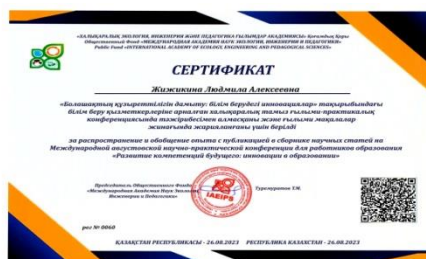 «ХАЛЫҚАРАЛЫҚ ЭКОЛОГИЯ, ИНЖЕНЕРИЯ ЖӘНЕ ПЕДАГОГИКА ҒЫЛЫМДАР АКАДЕМИЯСЫ» Қоғамдық Қоры
Общественный Фонд «МЕЖДУНАРОДНАЯ АКАДЕМИЯ НАУК ЭКОЛОГИИ, ИНЖЕНЕРИИ И ПЕДАГОГИКИ»
Public Fund «INTERNATIONAL ACADEMY OF ECOLOGY, ENGINEERING AND PEDAGOGICAL SCIENCES»
СЕРТИФИКАТ
Жижикина Людмила Алексеевна
«Болашақтың құзыреттілігін дамыту: білім берудегі инновациялар» тақырыбындағы
білім беру қызметкерлеріне арналған халықаралық тамыз ғылыми-практикалық
конференциясында тәжірибесімен алмасқаны және ғылыми мақалалар
жинағында жарияланғаны үшін берілді
за распространение и обобщение опыта с публикацией в сборнике научных статей на
Международной августовской научно-практической конференции для работников образования
«Развитие компетенций будущего: инновации в образовании»
Председатель Общественного Фонда
«Международная Академия Наук Экологии,
Инженерии и Педагогики»
IAEEPS
Турсмуратов Т.М.
рег № 0068
ҚАЗАҚСТАН РЕСПУБЛИКАСЫ - 26.08.2023 РЕСПУБЛИКА КАЗАХСТАН - 26.08.2023